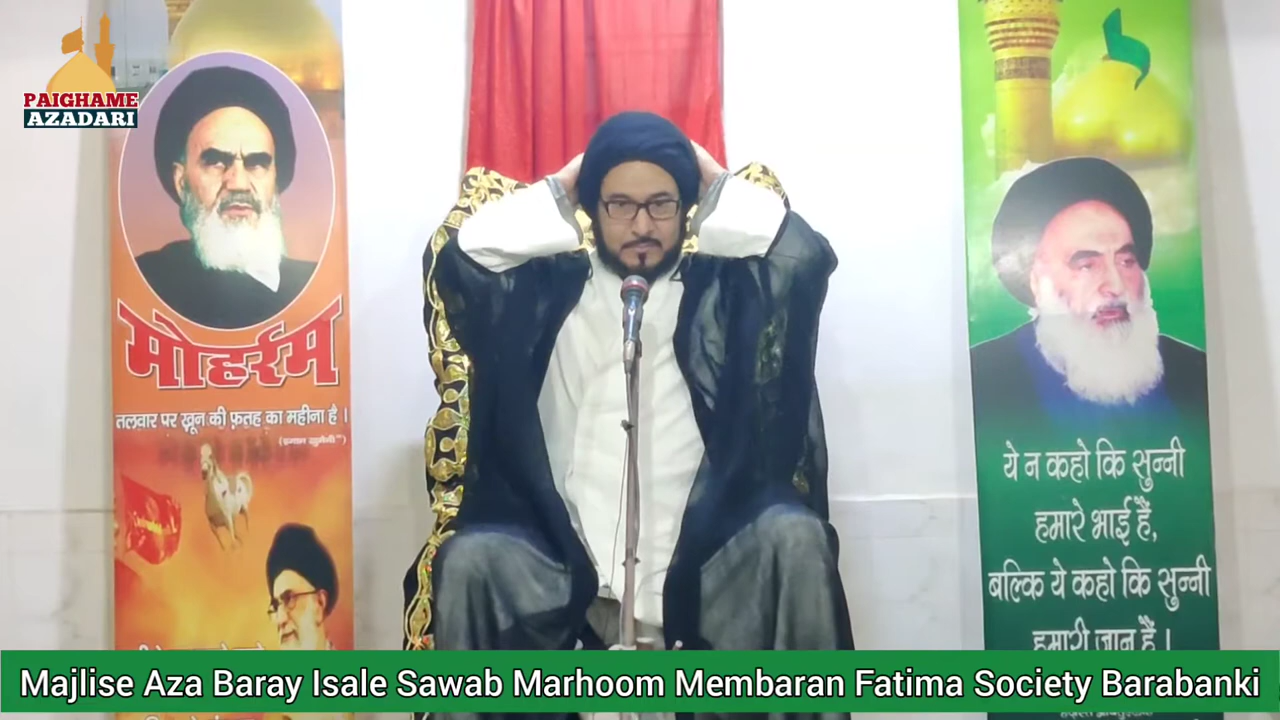 PAIGHAME
AZADARI
मोहर्रम
तलवार पर ख़ून की फ़तह का महीना है ।
ये न कहो कि सुन्नी
हमारे भाई हैं,
बल्कि ये कहो कि सुन्नी
हमारी जान हैं ।
Majlise Aza Baray Isale Sawab Marhoom Membaran Fatima Society Barabanki